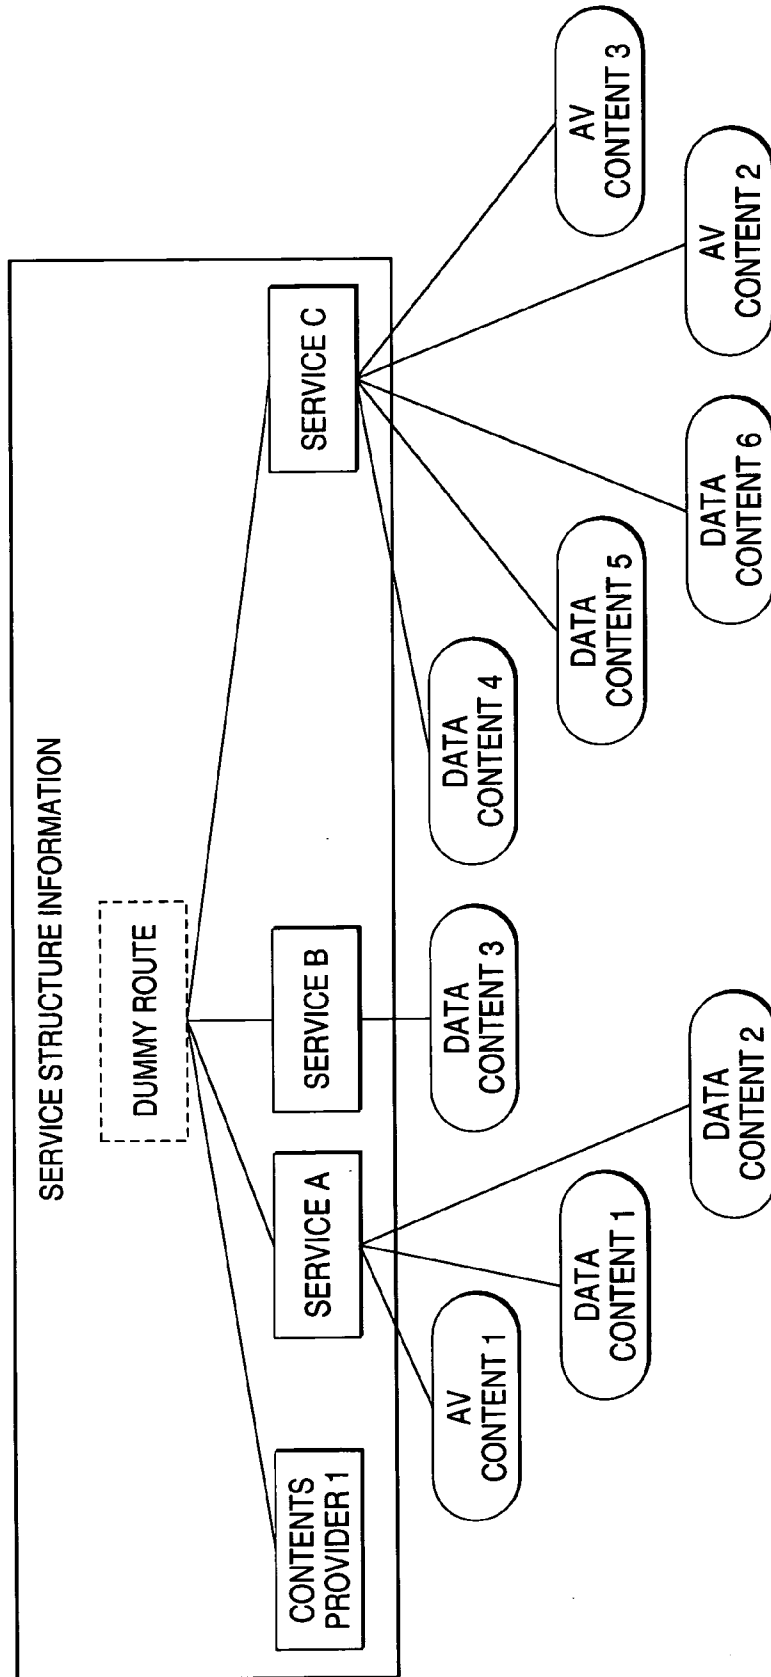 SERVICE STRUCTURE INFORMATION
DUMMY ROUTE
CONTENTS
PROVIDER 1
SERVICE A
SERVICE B
SERVICE C
AV
CONTENT 1
DATA
CONTENT 1
DATA
CONTENT 2
DATA
CONTENT 3
DATA
CONTENT 4
DATA
CONTENT 5
DATA
CONTENT 6
AV
CONTENT 2
AV
CONTENT 3